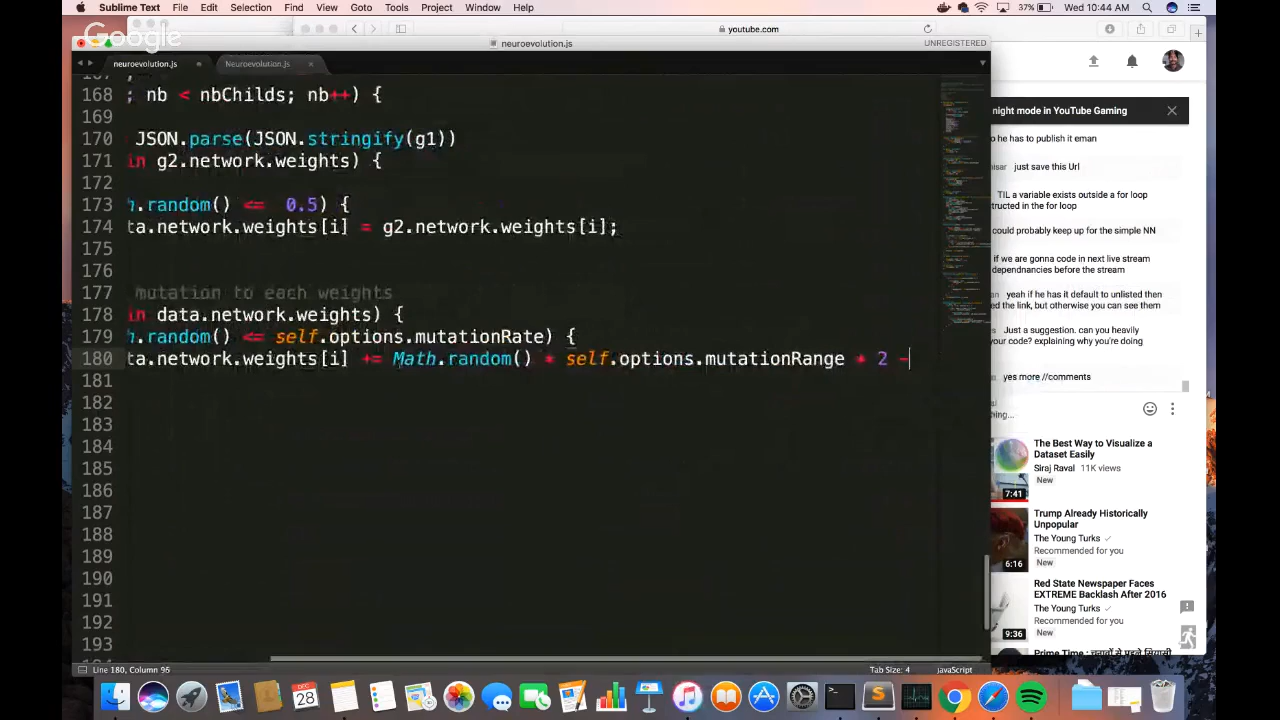 Sublime Text File Edit Selection Find View Goto Tools Project Window Help 37% Wed 10:44 AM
Google
youtube.com
neuroevolution.js UNREGISTERED
neuroevolution.js Neuroevolution.js
168 ; nb < nbChilds; nb++) {
169
170 JSON.parse(JSON.stringify(g1))
171 in g2.network.weights) {
172
173 .random() <= 0.5) {
174 ta.network.weights[i] = g2.network.weights[i];
175
176
177 mutation to each weights
178 in data.network.weights) {
179 .random() <= self.options.mutationRate) {
180 ta.network.weights[i] += Math.random() * self.options.mutationRange * 2 -
181
182
183
184
185
186
187
188
189
190
191
192
193
Line 180, Column 95 Tab Size: 4 JavaScript
night mode in YouTube Gaming
o he has to publish it eman
just save this Url
TIL a variable exists outside a for loop
tructed in the for loop
could probably keep up for the simple NN
if we are gonna code in next live stream
dependnancies before the stream
yeah if he has it default to unlisted then
d the link, but otherwise you can see them
Just a suggestion. can you heavily
your code? explaining why you're doing
yes more //comments
thing...
The Best Way to Visualize a
Dataset Easily
Siraj Raval 11K views
New
7:41
Trump Already Historically
Unpopular
The Young Turks
Recommended for you
New
6:16
Red State Newspaper Faces
EXTREME Backlash After 2016
The Young Turks
Recommended for you
New
9:36
Prime Time :
DEC
28